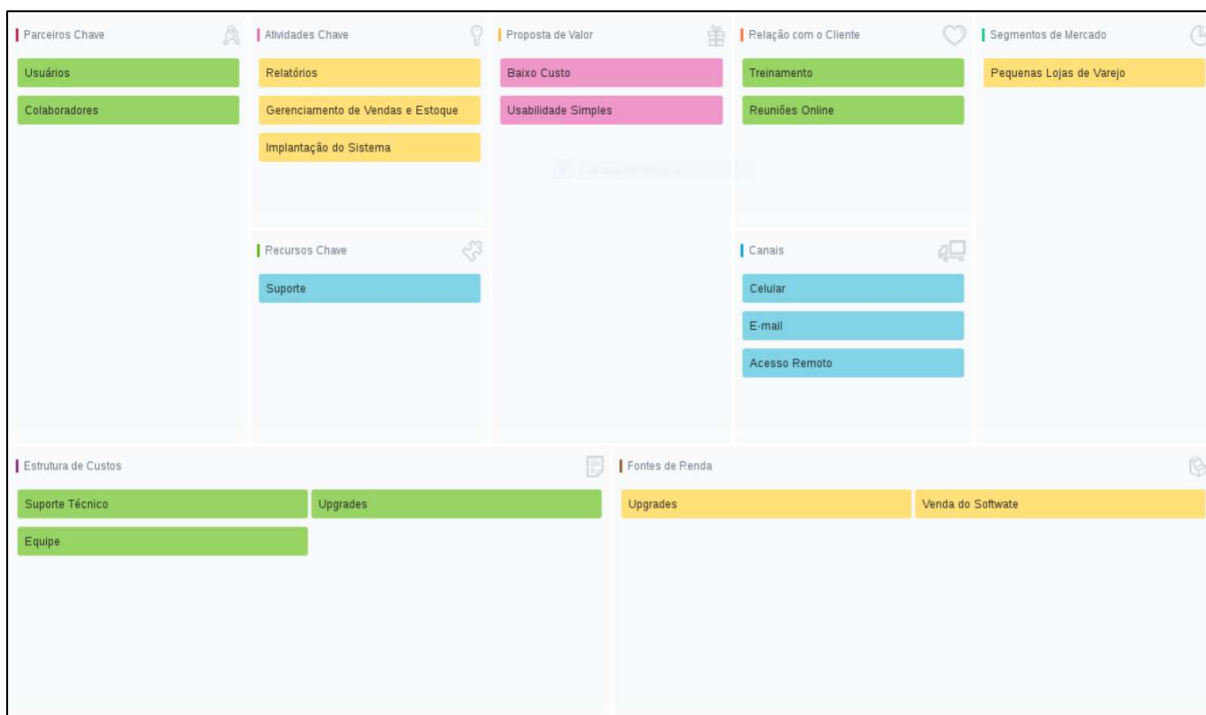 Parceiros Chave
Usuários
Colaboradores
Atividades Chave
Relatórios
Gerenciamento de Vendas e Estoque
Implantação do Sistema
Recursos Chave
Suporte
Proposta de Valor
Baixo Custo
Usabilidade Simples
Relação com o Cliente
Treinamento
Reuniões Online
Canais
Celular
E-mail
Acesso Remoto
Segmentos de Mercado
Pequenas Lojas de Varejo
Estrutura de Custos
Suporte Técnico
Upgrades
Equipe
Fontes de Renda
Upgrades
Venda do Softwate